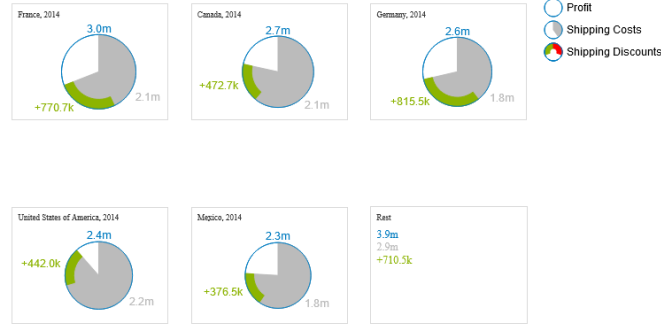 France, 2014
3.0m
+770.7k
2.1m
Canada, 2014
2.7m
+472.7k
2.1m
Germany, 2014
2.6m
+815.5k
1.8m
Profit
Shipping Costs
Shipping Discounts
United States of America, 2014
2.4m
+442.0k
2.2m
Mexico, 2014
2.3m
+376.5k
1.8m
Rest
3.9m
2.9m
+710.5k